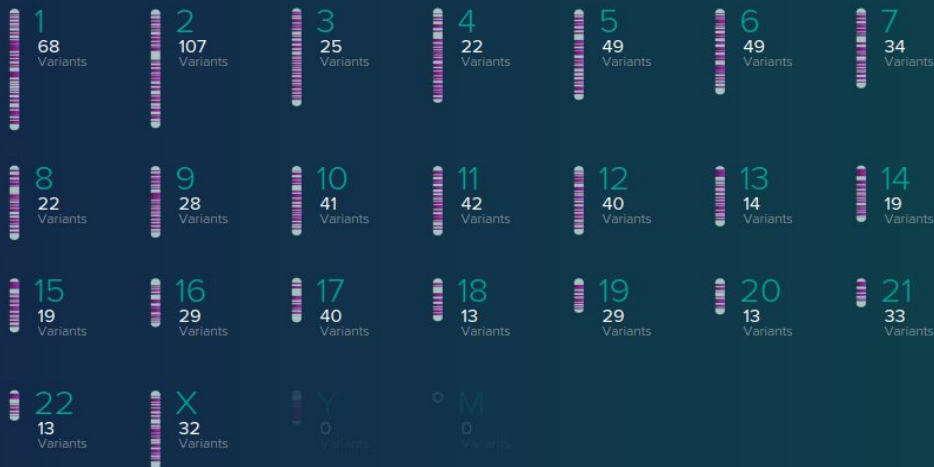 1
68
Variants
2
107
Variants
3
25
Variants
4
22
Variants
5
49
Variants
6
49
Variants
7
34
Variants
8
22
Variants
9
28
Variants
10
41
Variants
11
42
Variants
12
40
Variants
13
14
Variants
14
19
Variants
15
19
Variants
16
29
Variants
17
40
Variants
18
13
Variants
19
29
Variants
20
13
Variants
21
33
Variants
22
13
Variants
X
32
Variants
Y
0
Variants
M
0
Variants